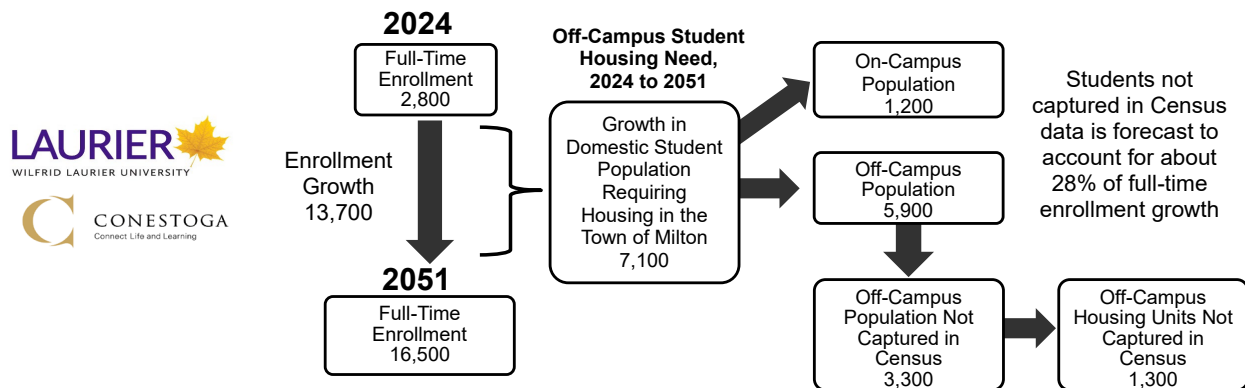 LAURIER
WILFRID LAURIER UNIVERSITY
CONESTOGA
Connect Life and Learning
2024
Full-Time
Enrollment
2,800
Enrollment
Growth
13,700
2051
Full-Time
Enrollment
16,500
Off-Campus Student
Housing Need,
2024 to 2051
Growth in
Domestic Student
Population
Requiring
Housing in the
Town of Milton
7,100
On-Campus
Population
1,200
Off-Campus
Population
5,900
Off-Campus
Population Not
Captured in
Census
3,300
Off-Campus
Housing Units Not
Captured in
Census
1,300
Students not
captured in Census
data is forecast to
account for about
28% of full-time
enrollment growth